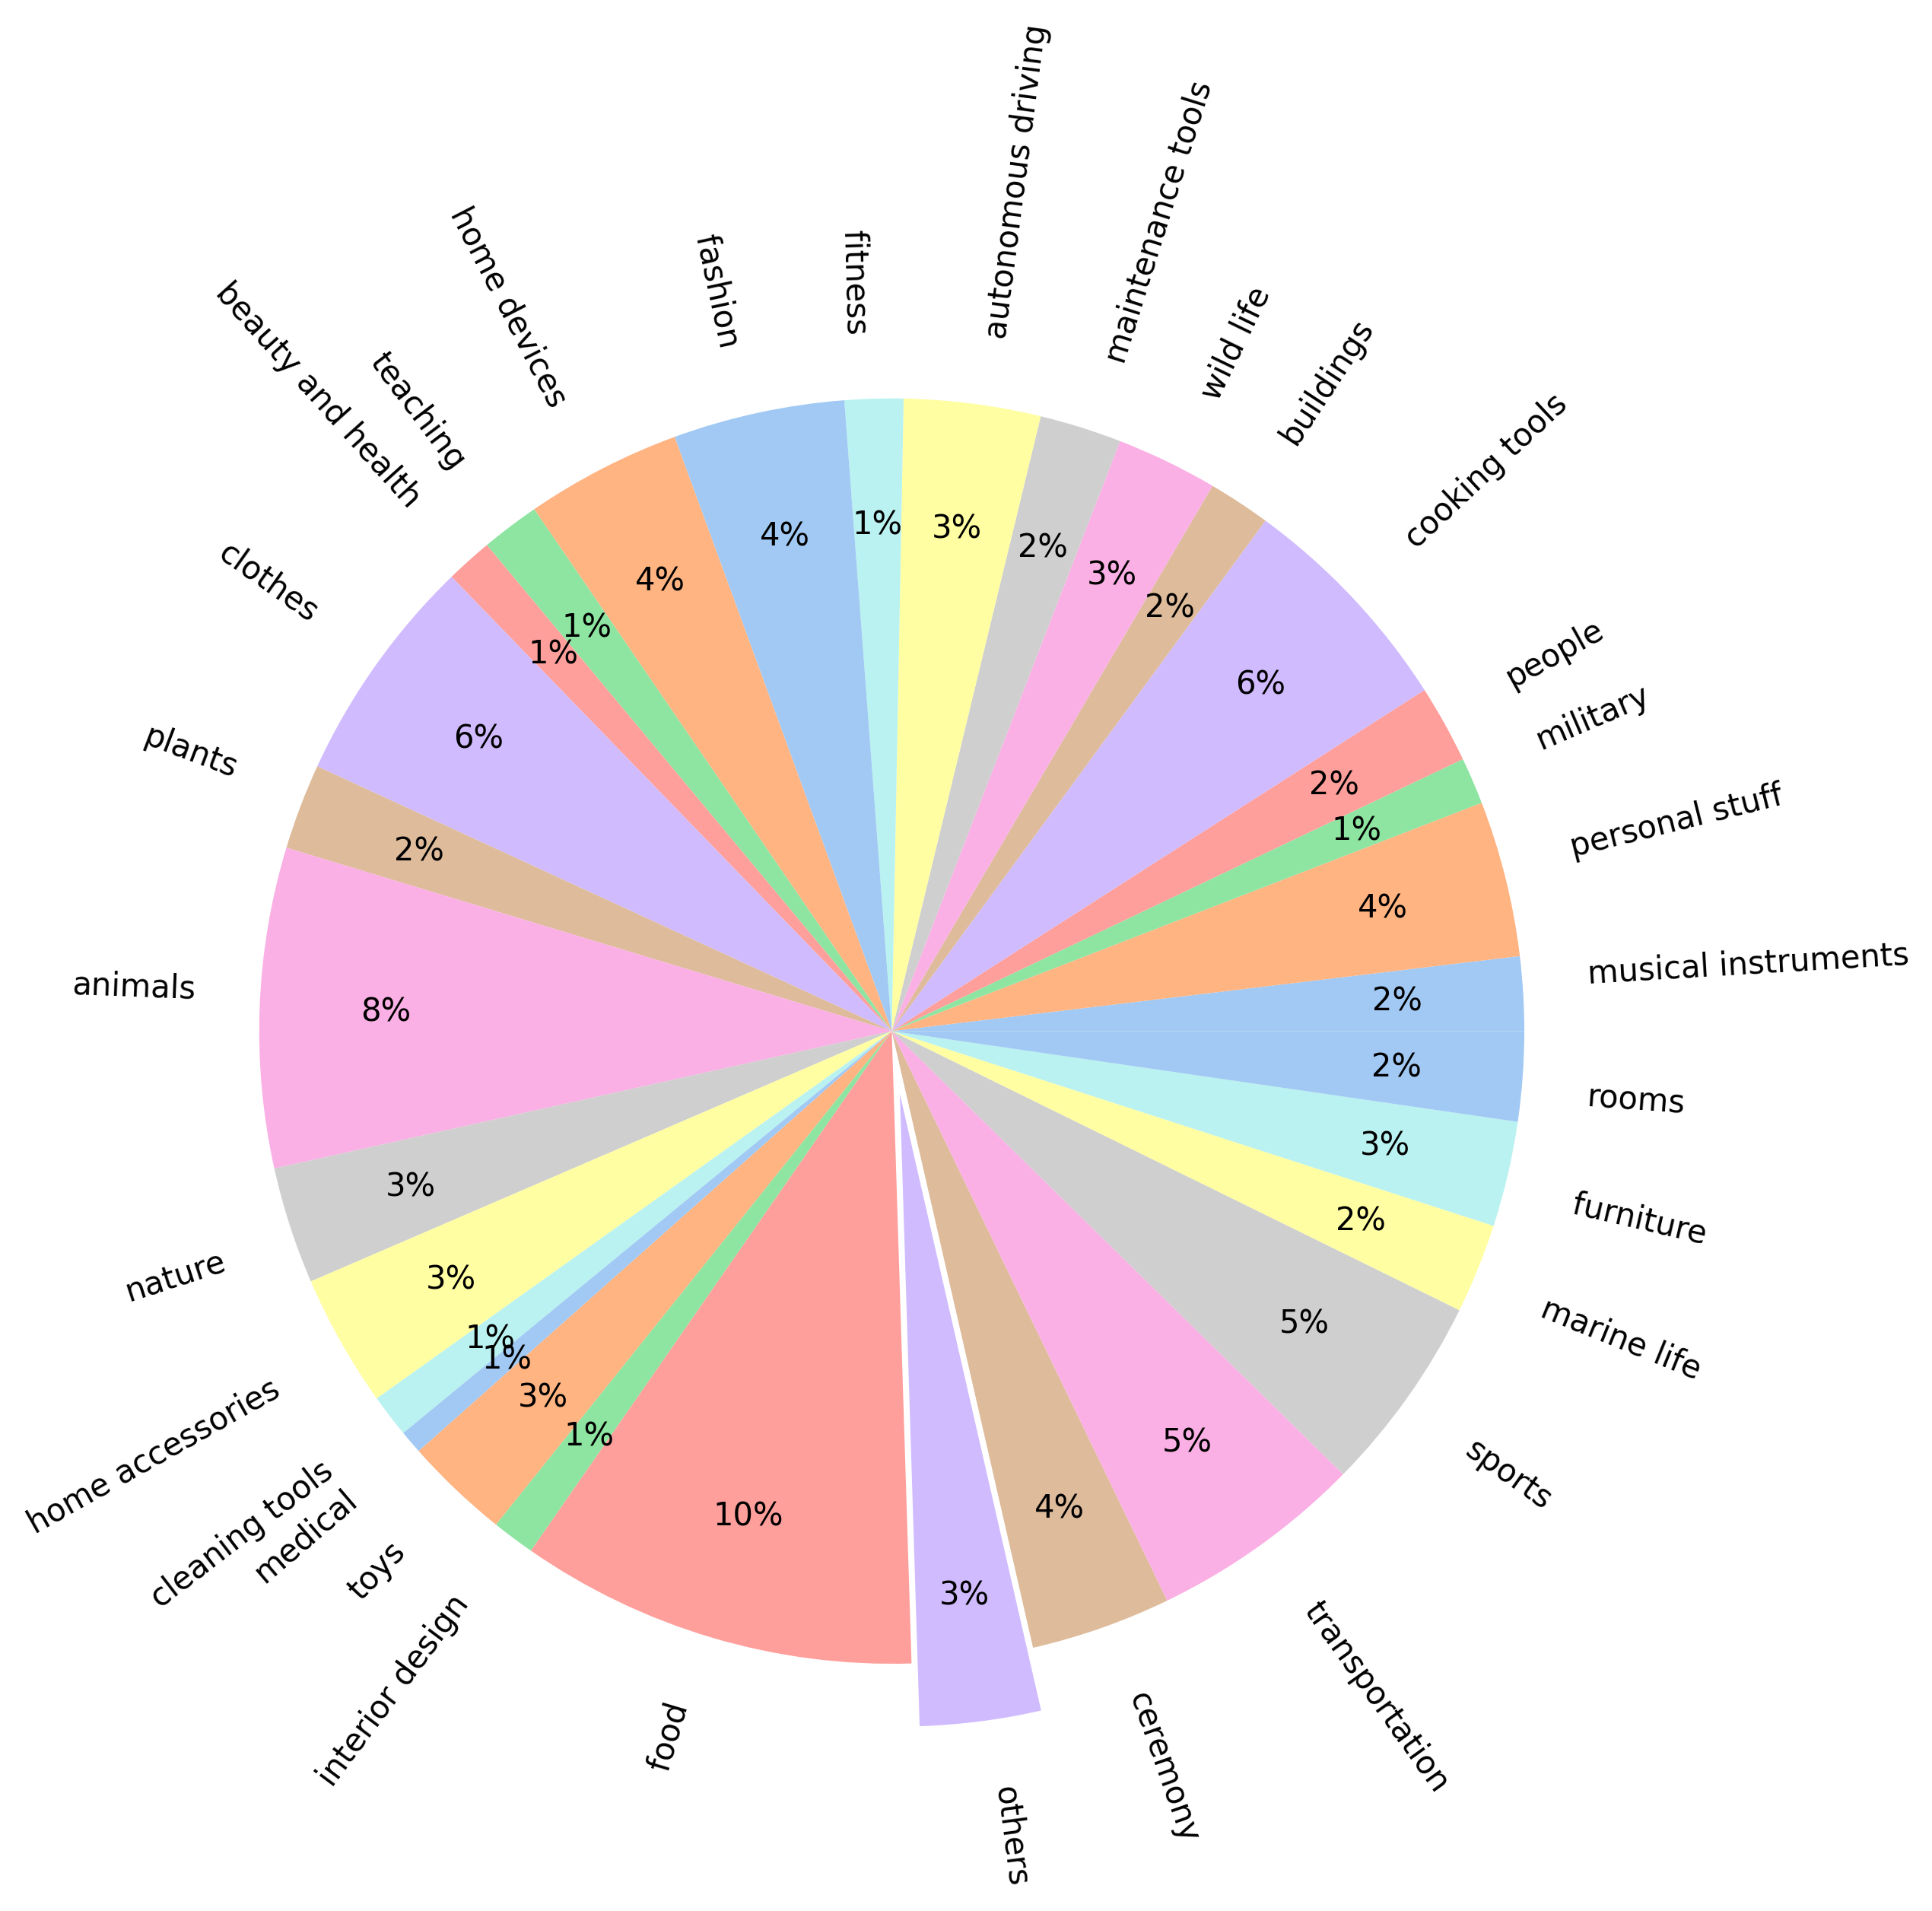 autonomous driving
maintenance tools
wild life
buildings
cooking tools
people
military
personal stuff
musical instruments
rooms
furniture
marine life
sports
transportation
ceremony
others
food
interior design
toys
medical
cleaning tools
home accessories
nature
animals
plants
clothes
beauty and health
teaching
home devices
fashion
fitness
3%
2%
3%
2%
6%
2%
1%
4%
2%
2%
3%
2%
5%
5%
4%
3%
10%
1%
3%
1%
1%
3%
3%
8%
2%
6%
1%
1%
4%
4%
1%